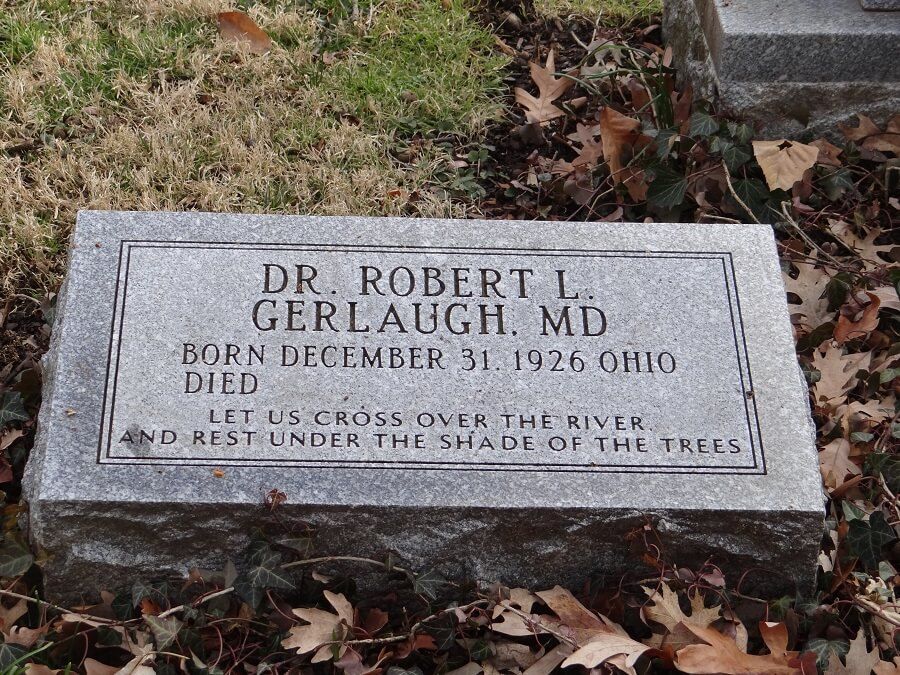 DR. ROBERT L.
GERLAUGH. MD
BORN DECEMBER 31. 1926 OHIO
DIED
LET US CROSS OVER THE RIVER.
AND REST UNDER THE SHADE OF THE TREES